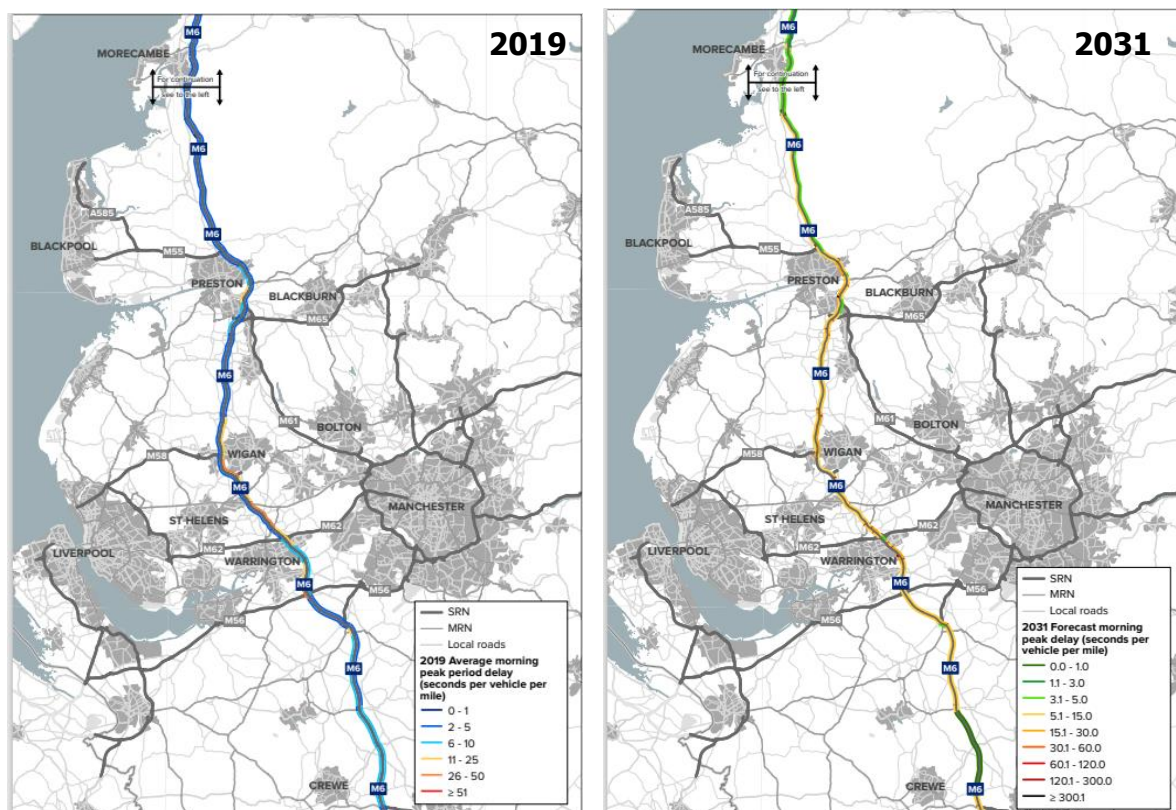 2019
M6
MORECAMBE
For continuation
see to the left
M6
A585
M6
BLACKPOOL
M55
PRESTON
BLACKBURN
M65
M6
M61
BOLTON
M58
WIGAN
M6
MANCHESTER
ST HELENS
M62
LIVERPOOL
M62
WARRINGTON
M6
M56
M56
M6
CREWE
M6
SRN
MRN
Local roads
2019 Average morning
peak period delay
(seconds per vehicle per
mile)
0 - 1
2 - 5
6 - 10
11 - 25
26 - 50
≥ 51
2031
M6
MORECAMBE
For continuation
see to the left
M6
A585
M6
BLACKPOOL
M55
PRESTON
BLACKBURN
M65
M6
M61
BOLTON
M58
WIGAN
M6
MANCHESTER
ST HELENS
M62
LIVERPOOL
M62
WARRINGTON
M6
M56
M56
M6
CREWE
M6
SRN
MRN
Local roads
2031 Forecast morning
peak delay (seconds per
vehicle per mile)
0.0 - 1.0
1.1 - 3.0
3.1 - 5.0
5.1 - 15.0
15.1 - 30.0
30.1 - 60.0
60.1 - 120.0
120.1 - 300.0
≥ 300.1